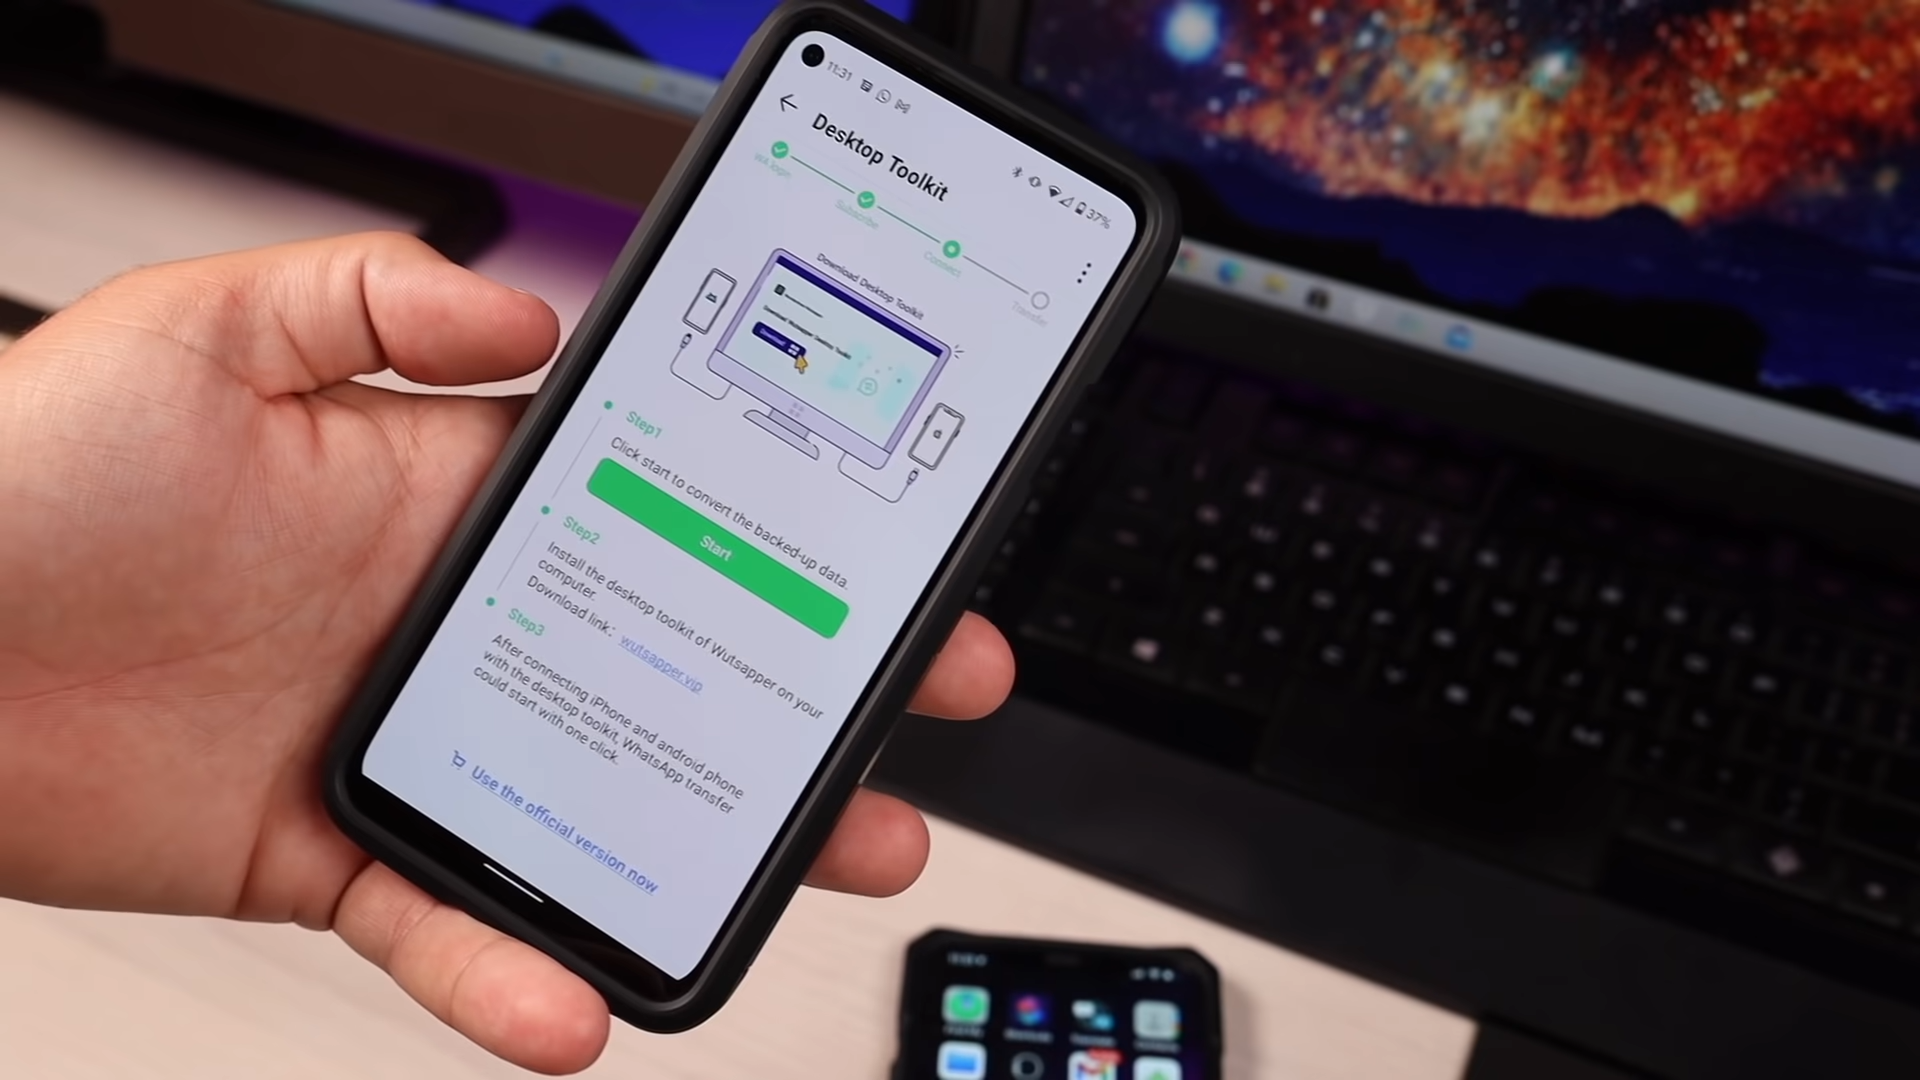 11:31
37%
Desktop Toolkit
WA login
Subscribe
Connect
Transfer
Download Desktop Toolkit
Download
Step1
Click start to convert the backed-up data.
Start
Step2
Install the desktop toolkit of Wutsapper on your
computer.
Download link: wutsapper.vip
Step3
After connecting iPhone and android phone
with the desktop toolkit, WhatsApp transfer
could start with one click.
Use the official version now